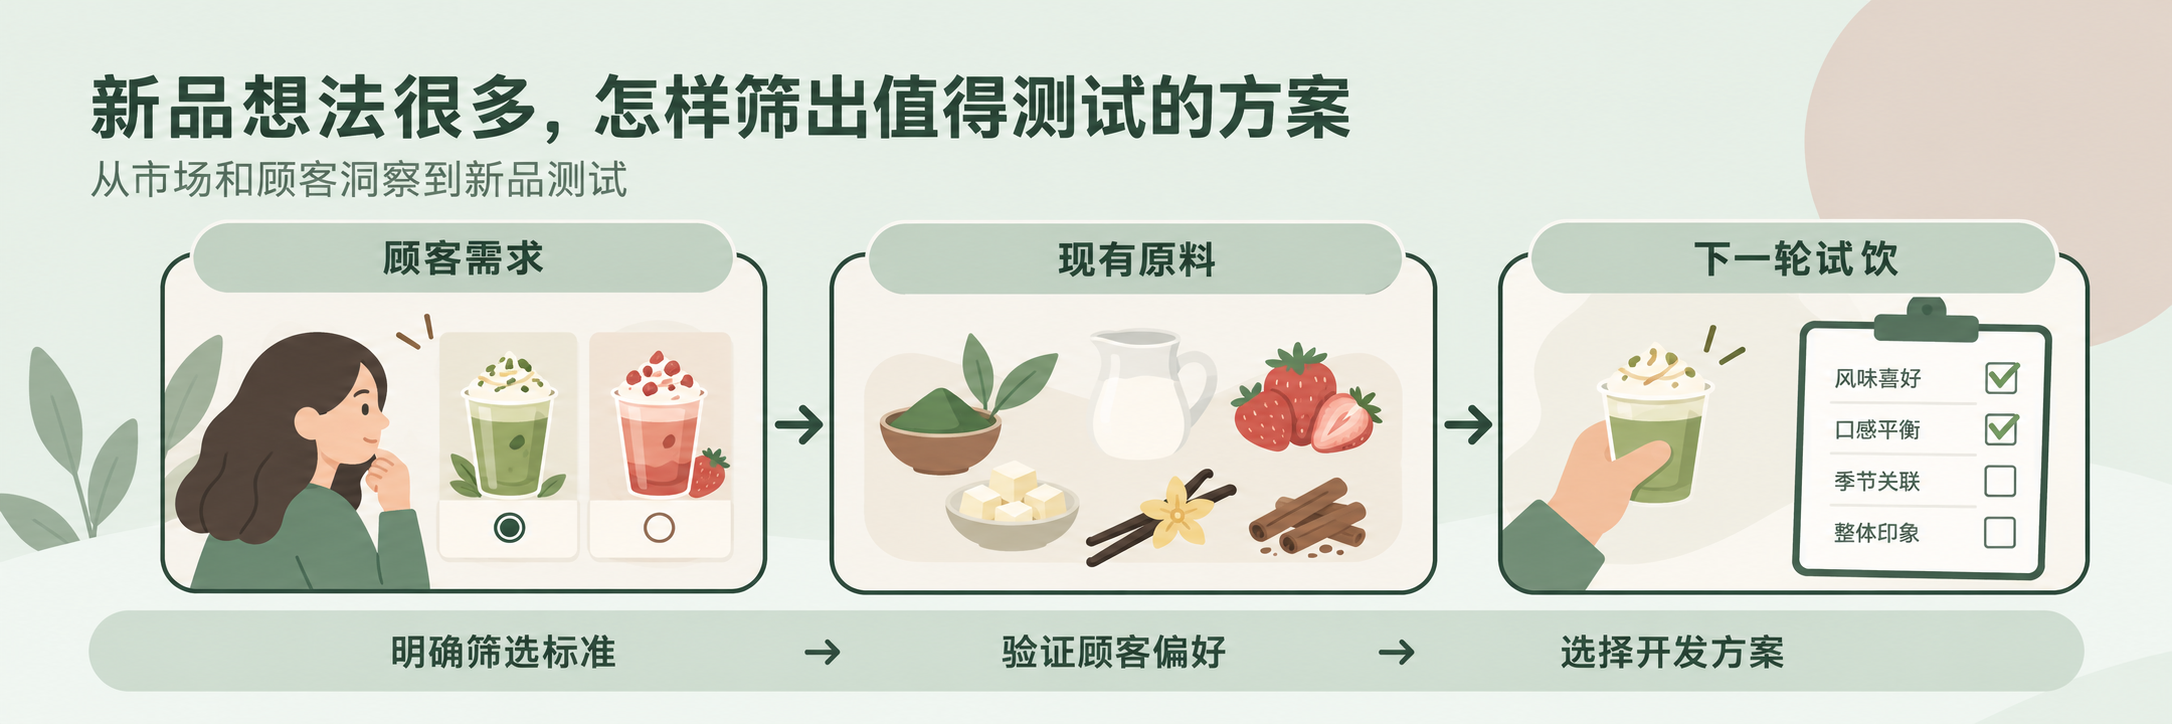 新品想法很多，怎样筛出值得测试的方案
从市场和顾客洞察到新品测试
顾客需求
现有原料
下一轮试饮
风味喜好
口感平衡
季节关联
整体印象
明确筛选标准 → 验证顾客偏好 → 选择开发方案